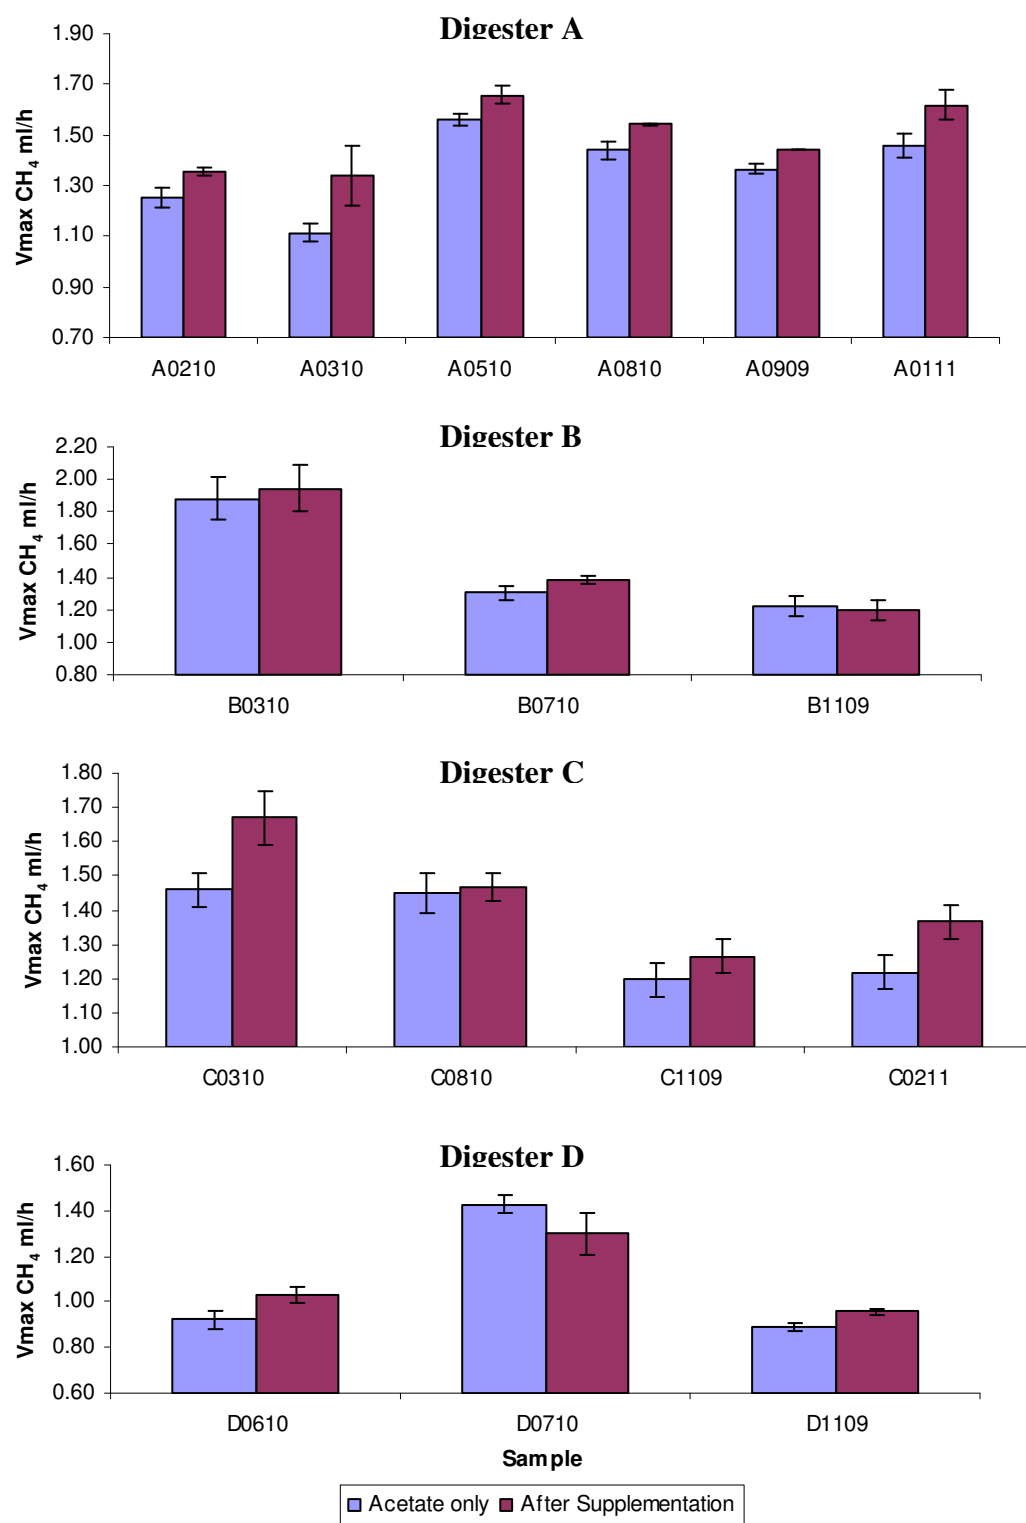 Digester A
Vmax CH4 ml/h
1.90
1.70
1.50
1.30
1.10
0.90
0.70
A0210 A0310 A0510 A0810 A0909 A0111
Digester B
Vmax CH4 ml/h
2.20
2.00
1.80
1.60
1.40
1.20
1.00
0.80
B0310 B0710 B1109
Digester C
Vmax CH4 ml/h
1.80
1.70
1.60
1.50
1.40
1.30
1.20
1.10
1.00
C0310 C0810 C1109 C0211
Digester D
Vmax CH4 ml/h
1.60
1.40
1.20
1.00
0.80
0.60
D0610 D0710 D1109
Sample
Acetate only After Supplementation